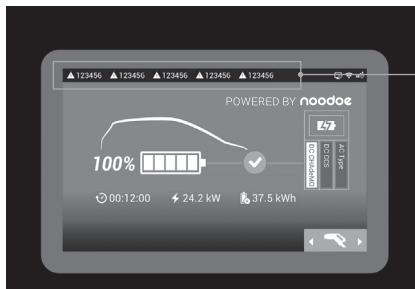 123456 123456 123456 123456 123456
POWERED BY noodoe
100%
DC CHAdeMO
DC CCS
AC Type
00:12:00 24.2 kW 37.5 kWh